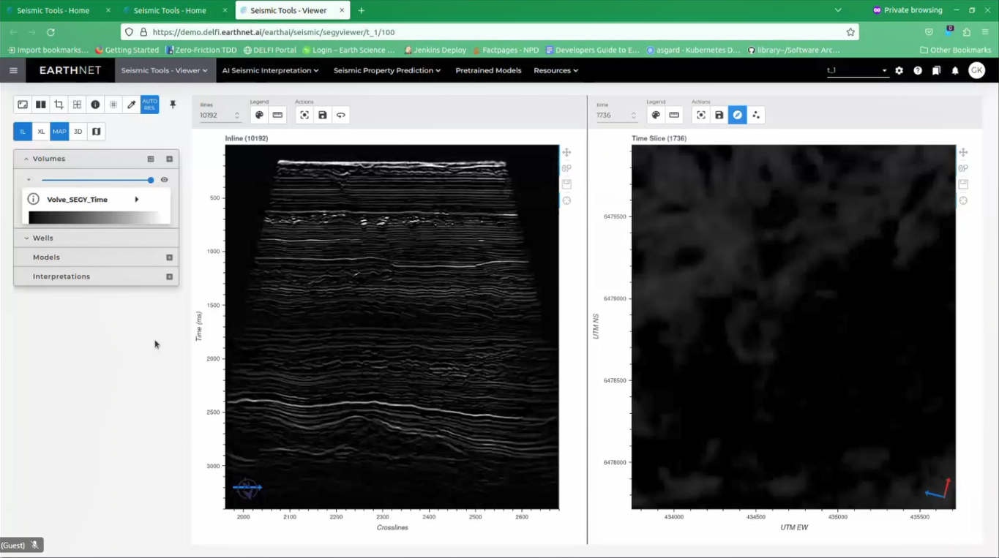 Seismic Tools - Home
Seismic Tools - Home
Seismic Tools - Viewer
Private browsing
https://demo.delfi.earthnet.ai/earthai/seismic/segyviewer/t_1/100
0
Import bookmarks...
Getting Started
Zero-Friction TDD
DELFI Portal
Login – Earth Science ...
Jenkins Deploy
Factpages - NPD
Developers Guide to E...
asgard - Kubernetes D...
library–/Software Arc...
Other Bookmarks
EARTHNET
Seismic Tools - Viewer
AI Seismic Interpretation
Seismic Property Prediction
Pretrained Models
Resources
t_1
GK
AUTO
RES.
IL
XL
MAP
3D
Volumes
Volve_SEGY_Time
Wells
Models
Interpretations
Ilines
10192
Legend
Actions
Inline (10192)
500
1000
1500
2000
2500
3000
Time (ms)
2000
2100
2200
2300
2400
2500
2600
Crosslines
time
1736
Legend
Actions
Time Slice (1736)
6479500
6479000
6478500
6478000
UTM NS
434000
434500
435000
435500
UTM EW
(Guest)